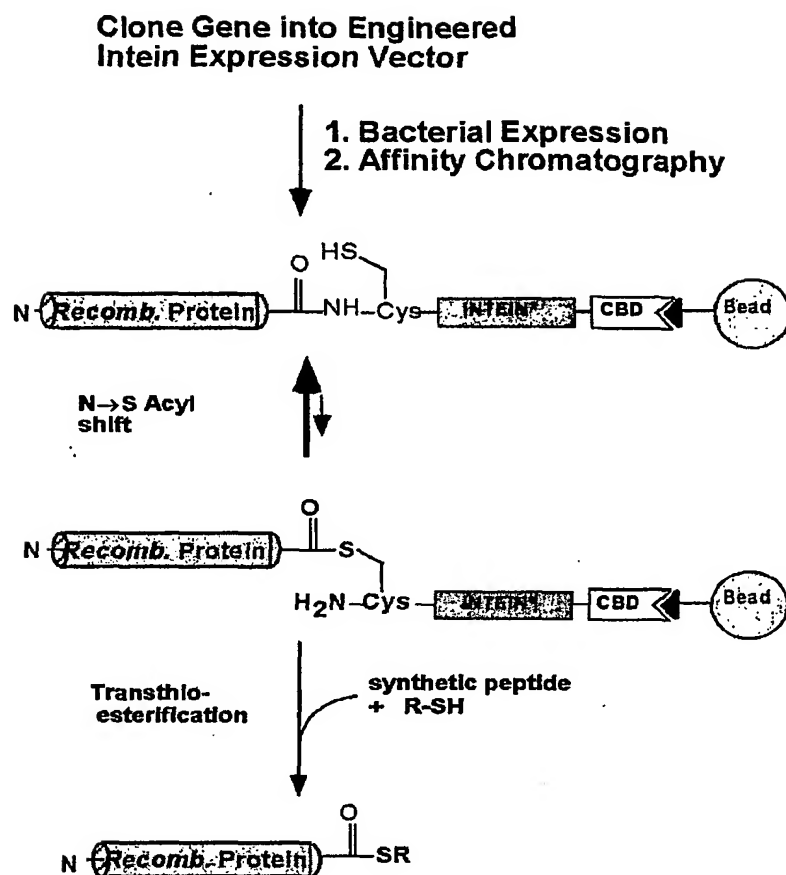 Clone Gene into Engineered
Intein Expression Vector
1. Bacterial Expression
2. Affinity Chromatography
HS
O
N Recomb. Protein NH-Cys INTEIN CBD Bead
N→S Acyl
shift
O
N Recomb. Protein S
H2N-Cys INTEIN CBD Bead
Transthio-
esterification
synthetic peptide
+ R-SH
O
N Recomb. Protein SR